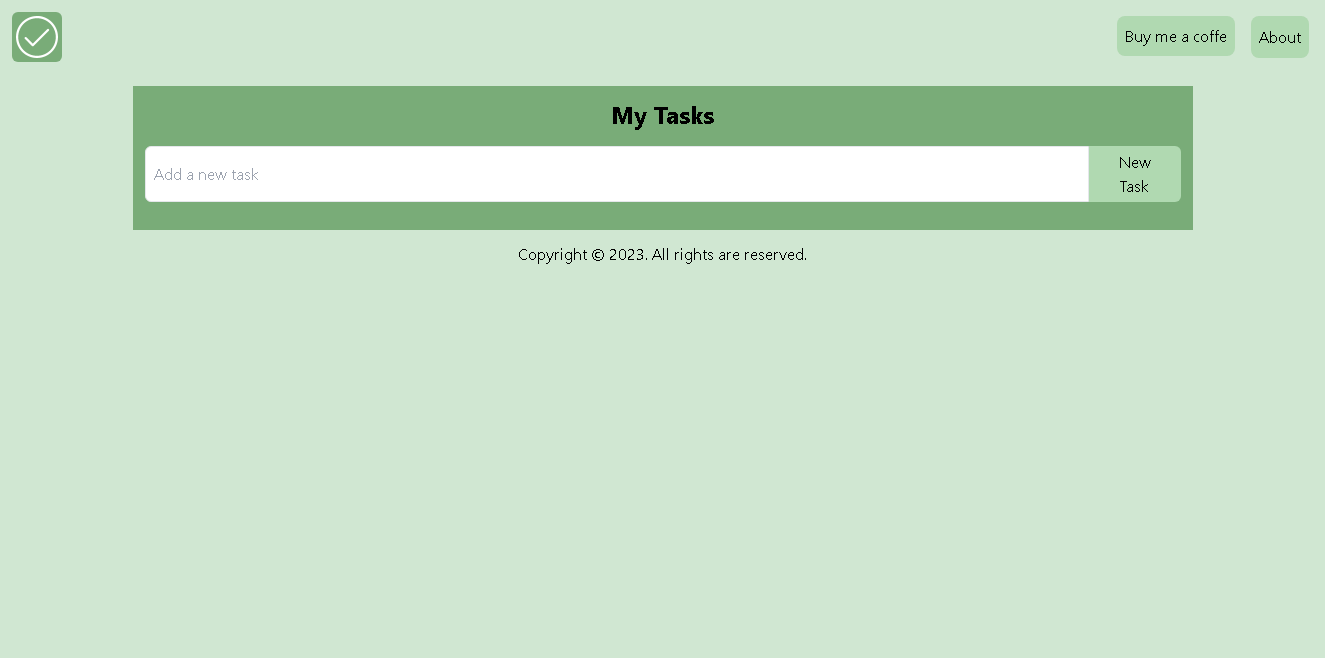 Buy me a coffe
About
My Tasks
Add a new task
New
Task
Copyright © 2023. All rights are reserved.